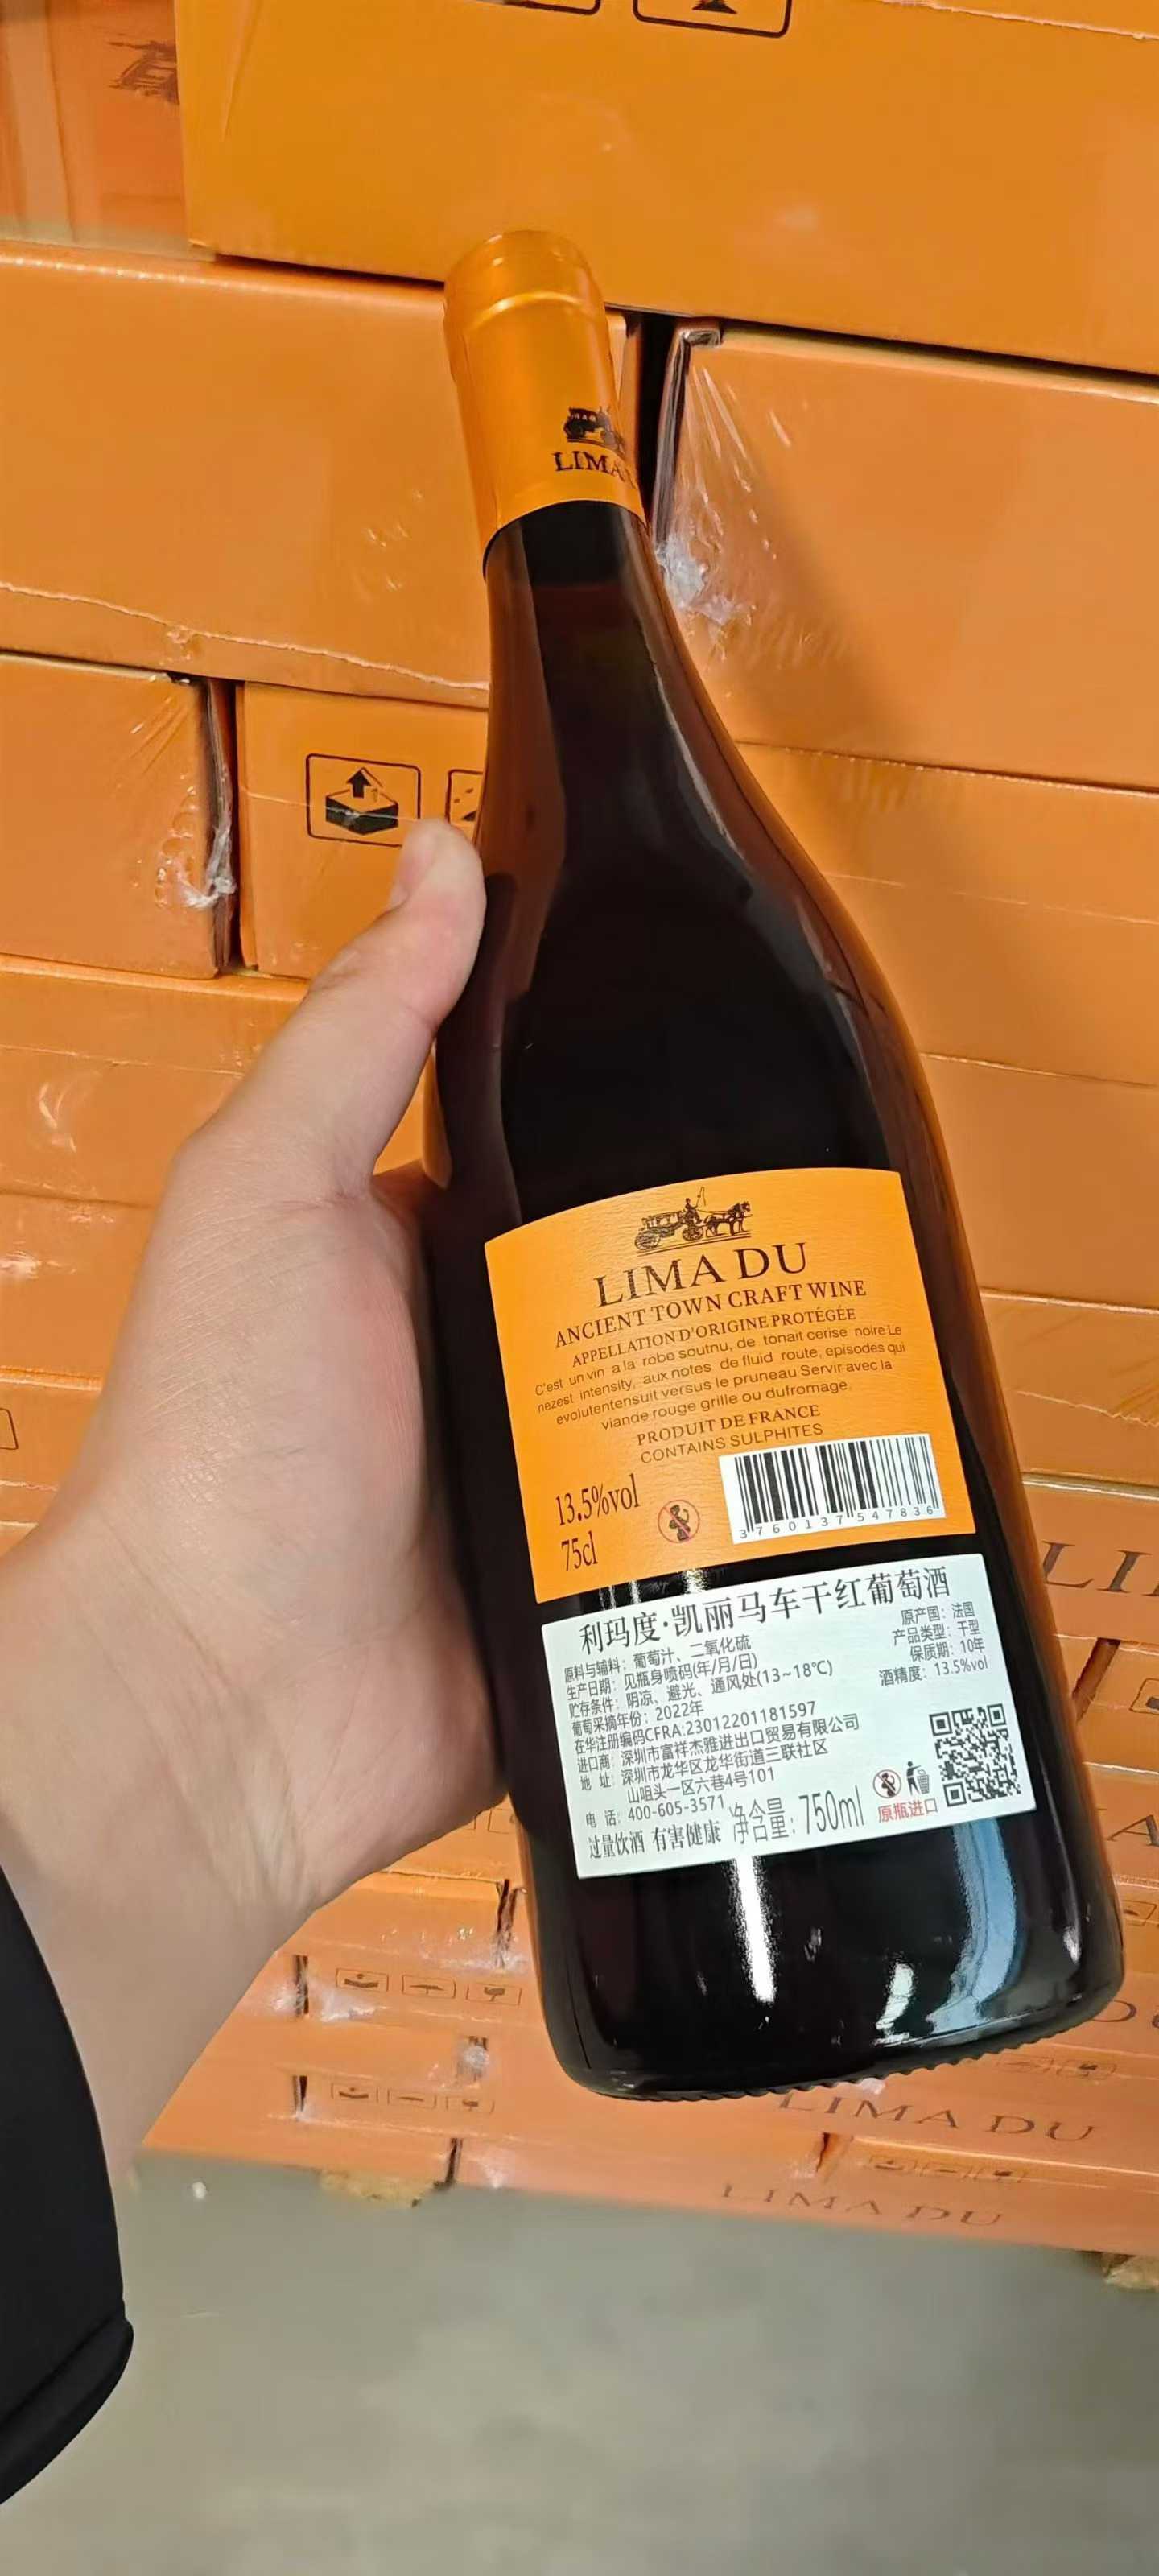 LIMA
LIMA DU
ANCIENT TOWN CRAFT WINE
APPELLATION D'ORIGINE PROTÉGÉE
C'est un vin a la robe soutnu, de tonait cerise noire Le
nezest intensity, aux notes de fluid route, episodes qui
evolutentensuit versus le pruneau Servir avec la
viande rouge grille ou dufromage.
PRODUIT DE FRANCE
CONTAINS SULPHITES
13.5%vol
75cl
3 760137 547836
利玛度·凯丽马车干红葡萄酒
原料与辅料：葡萄汁、二氧化硫
生产日期：见瓶身喷码(年/月/日)
贮存条件：阴凉、避光、通风处(13~18℃)
葡萄采摘年份：2022年
在华注册编码CFRA:23012201181597
进口商：深圳市富祥杰雅进出口贸易有限公司
地 址：深圳市龙华区龙华街道三联社区
山咀头一区六巷4号101
电 话：400-605-3571
过量饮酒 有害健康
净含量：750ml
原产国：法国
产品类型：干型
保质期：10年
酒精度：13.5%vol
原瓶进口
LI
A
LIMA DU
LIMA DU